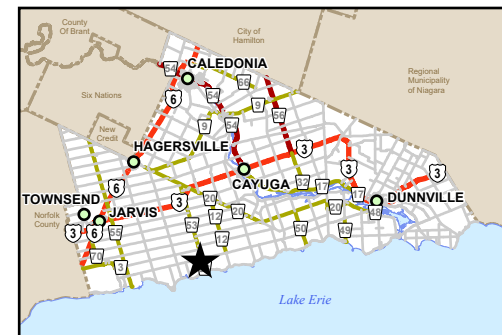 County
Of Brant
City of
Hamilton
CALEDONIA
54
66
Regional
Municipality
of Niagara
Six Nations
6
54
9
56
New
Credit
9
54
HAGERSVILLE
3
3
3
6
CAYUGA
32
17
17
DUNNVILLE
TOWNSEND
3
20
20
20
48
Norfolk
County
JARVIS
3
6
55
53
12
12
50
49
70
3
Lake Erie